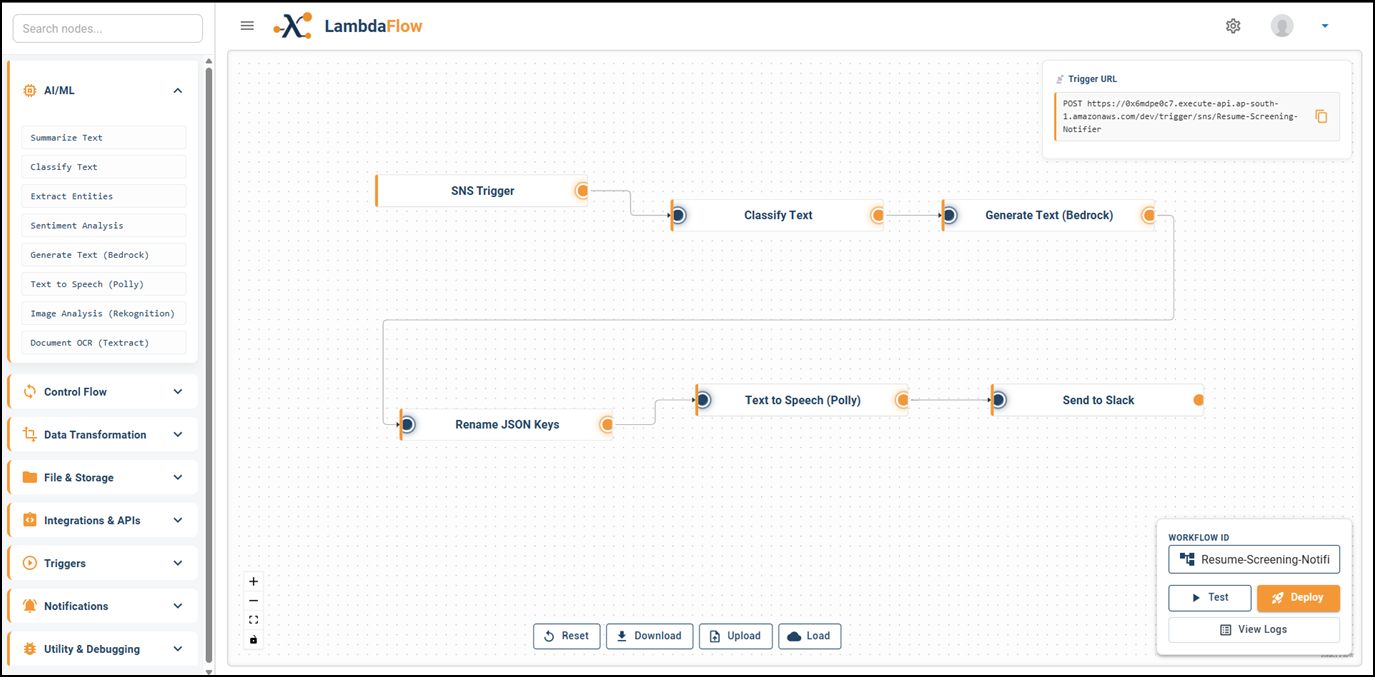 Search nodes...
LambdaFlow
AI/ML
Summarize Text
Classify Text
Extract Entities
Sentiment Analysis
Generate Text (Bedrock)
Text to Speech (Polly)
Image Analysis (Rekognition)
Document OCR (Textract)
Control Flow
Data Transformation
File & Storage
Integrations & APIs
Triggers
Notifications
Utility & Debugging
Trigger URL
POST https://0x6mdpe0c7.execute-api.ap-south-
1.amazonaws.com/dev/trigger/sns/Resume-Screening-
Notifier
SNS Trigger
Classify Text
Generate Text (Bedrock)
Rename JSON Keys
Text to Speech (Polly)
Send to Slack
Reset
Download
Upload
Load
WORKFLOW ID
Resume-Screening-Notifi
Test
Deploy
View Logs